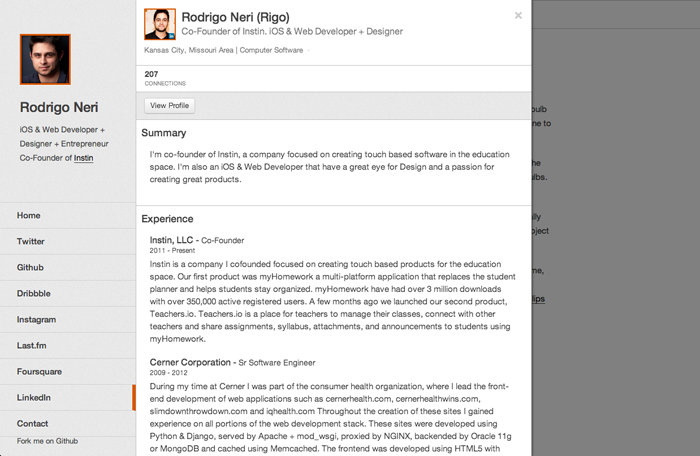 Rodrigo Neri
iOS & Web Developer +
Designer + Entrepreneur
Co-Founder of Instin
Home
Twitter
Github
Dribbble
Instagram
Last.fm
Foursquare
LinkedIn
Contact
Fork me on Github
Rodrigo Neri (Rigo)
Co-Founder of Instin. iOS & Web Developer + Designer
Kansas City, Missouri Area | Computer Software
207
CONNECTIONS
View Profile
Summary
I'm co-founder of Instin, a company focused on creating touch based software in the education
space. I'm also an iOS & Web Developer that have a great eye for Design and a passion for
creating great products.
Experience
Instin, LLC - Co-Founder
2011 - Present
Instin is a company I cofounded focused on creating touch based products for the education
space. Our first product was myHomework a multi-platform application that replaces the student
planner and helps students stay organized. myHomework have had over 3 million downloads
with over 350,000 active registered users. A few months ago we launched our second product,
Teachers.io. Teachers.io is a place for teachers to manage their classes, connect with other
teachers and share assignments, syllabus, attachments, and announcements to students using
myHomework.
Cerner Corporation - Sr Software Engineer
2009 - 2012
During my time at Cerner I was part of the consumer health organization, where I lead the front-
end development of web applications such as cernerhealth.com, cernerhealthwins.com,
slimdownthrowdown.com and iqhealth.com Throughout the creation of these sites I gained
experience on all portions of the web development stack. These sites were developed using
Python & Django, served by Apache + mod_wsgi, proxied by NGINX, backended by Oracle 11g
or MongoDB and cached using Memcached. The frontend was developed using HTML5 with
ne to
he